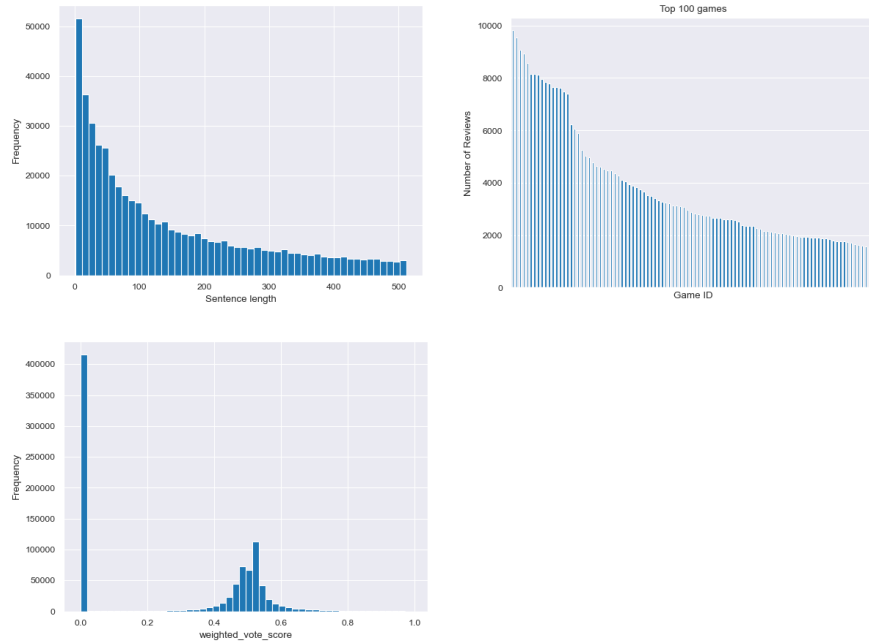 50000
40000
30000
20000
10000
0
Frequency
0 100 200 300 400 500
Sentence length
Top 100 games
10000
8000
6000
4000
2000
0
Number of Reviews
Game ID
400000
350000
300000
250000
200000
150000
100000
50000
0
Frequency
0.0 0.2 0.4 0.6 0.8 1.0
weighted_vote_score